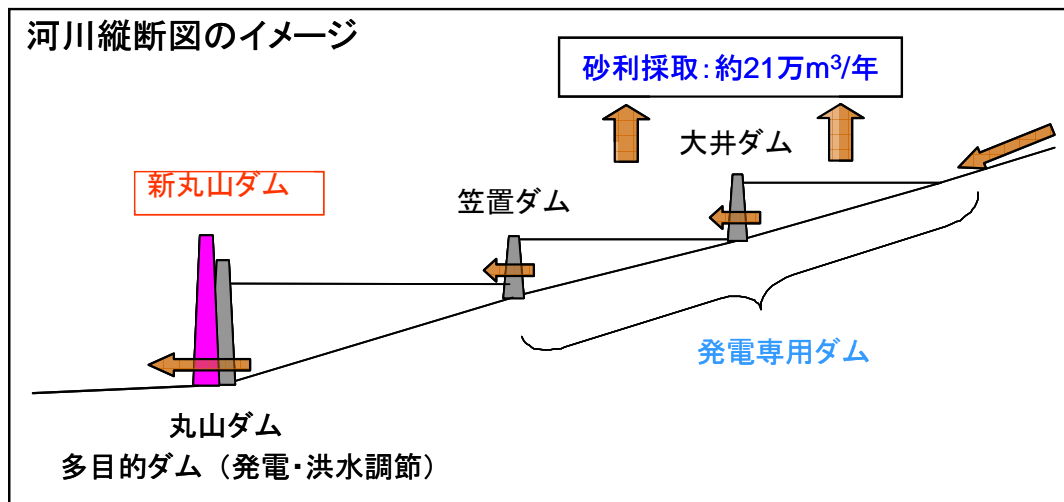 河川縦断図のイメージ
砂利採取：約21万m³/年
大井ダム
新丸山ダム
笠置ダム
発電専用ダム
丸山ダム
多目的ダム（発電・洪水調節）